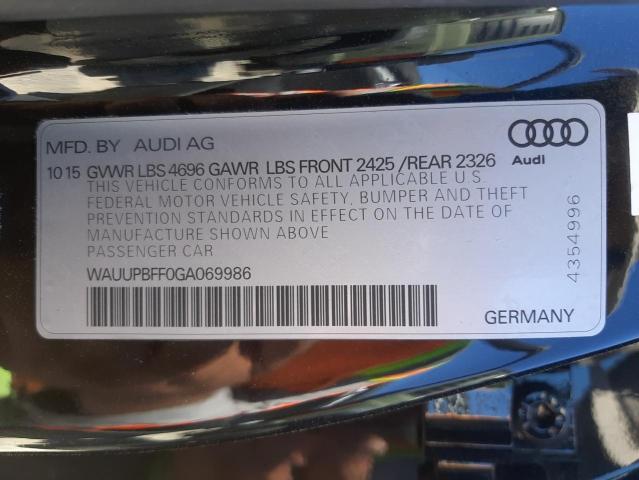 MFD. BY AUDI AG
10 15 GVWR LBS 4696 GAWR LBS FRONT 2425 /REAR 2326
THIS VEHICLE CONFORMS TO ALL APPLICABLE U.S.
FEDERAL MOTOR VEHICLE SAFETY, BUMPER AND THEFT
PREVENTION STANDARDS IN EFFECT ON THE DATE OF
MANUFACTURE SHOWN ABOVE
PASSENGER CAR
WAUUPBFF0GA069986
GERMANY
Audi
4354996